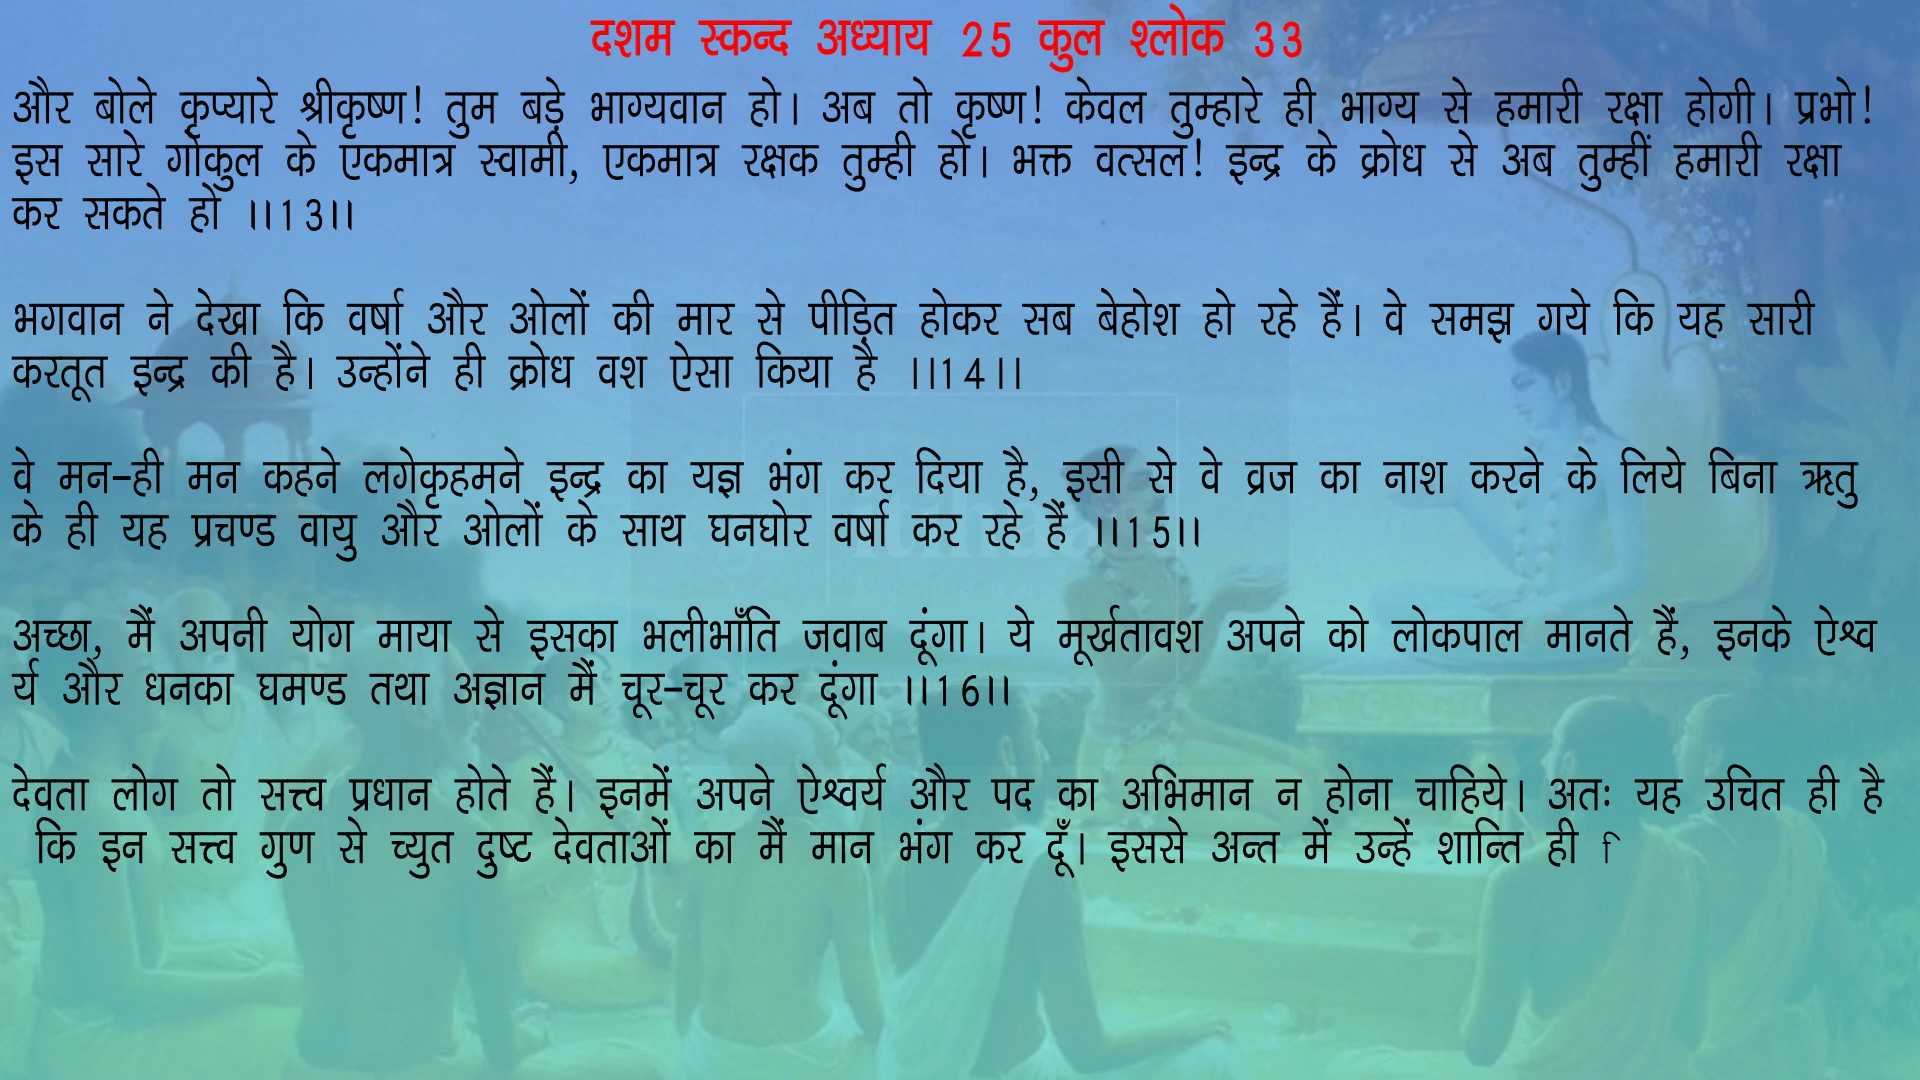 दशम स्कन्द अध्याय 25 कुल श्लोक 33
और बोले कृप्यारे श्रीकृष्ण! तुम बड़े भाग्यवान हो। अब तो कृष्ण! केवल तुम्हारे ही भाग्य से हमारी रक्षा होगी। प्रभो!
इस सारे गोकुल के एकमात्र स्वामी, एकमात्र रक्षक तुम्ही हो। भक्त वत्सल! इन्द्र के क्रोध से अब तुम्हीं हमारी रक्षा
कर सकते हो ।।13।।
भगवान ने देखा कि वर्षा और ओलों की मार से पीड़ित होकर सब बेहोश हो रहे हैं। वे समझ गये कि यह सारी
करतूत इन्द्र की है। उन्होंने ही क्रोध वश ऐसा किया है ।।14।।
वे मन-ही मन कहने लगेकृहमने इन्द्र का यज्ञ भंग कर दिया है, इसी से वे व्रज का नाश करने के लिये बिना ऋतु
के ही यह प्रचण्ड वायु और ओलों के साथ घनघोर वर्षा कर रहे हैं ।।15।।
अच्छा, मैं अपनी योग माया से इसका भलीभाँति जवाब दूंगा। ये मूर्खतावश अपने को लोकपाल मानते हैं, इनके ऐश्व
र्य और धनका घमण्ड तथा अज्ञान मैं चूर-चूर कर दूंगा ।।16।।
देवता लोग तो सत्त्व प्रधान होते हैं। इनमें अपने ऐश्वर्य और पद का अभिमान न होना चाहिये। अतः यह उचित ही है
कि इन सत्त्व गुण से च्युत दुष्ट देवताओं का मैं मान भंग कर दूँ। इससे अन्त में उन्हें शान्ति ही ि